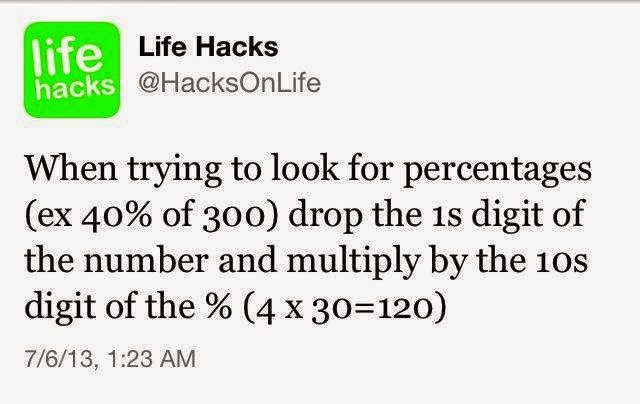 life
hacks
Life Hacks
@HacksOnLife
When trying to look for percentages
(ex 40% of 300) drop the 1s digit of
the number and multiply by the 10s
digit of the % (4 x 30=120)
7/6/13, 1:23 AM